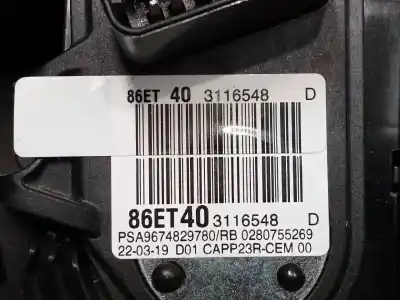 86ET 40 3116548 D
86ET40 3116548 D
PSA9674829780/RB 0280755269
22-03-19 D01 CAPP23R-CEM 00